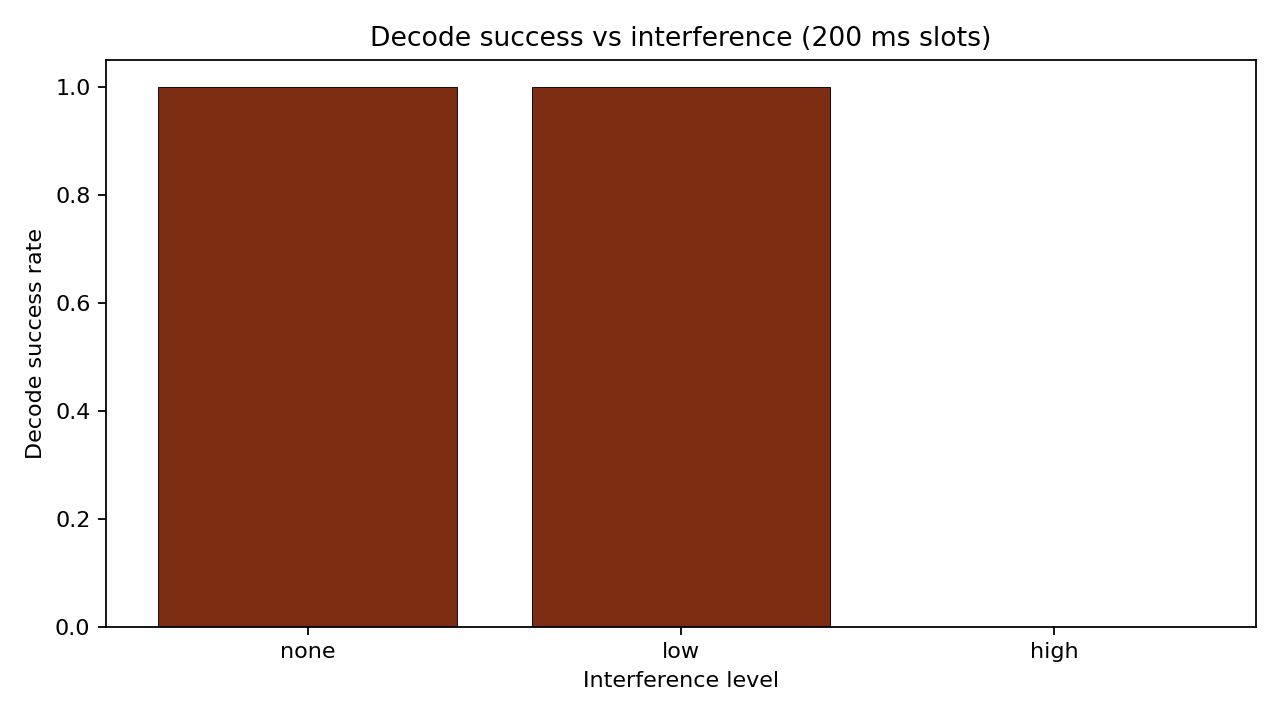 Decode success vs interference (200 ms slots)
Decode success rate
1.0
0.8
0.6
0.4
0.2
0.0
none
low
high
Interference level